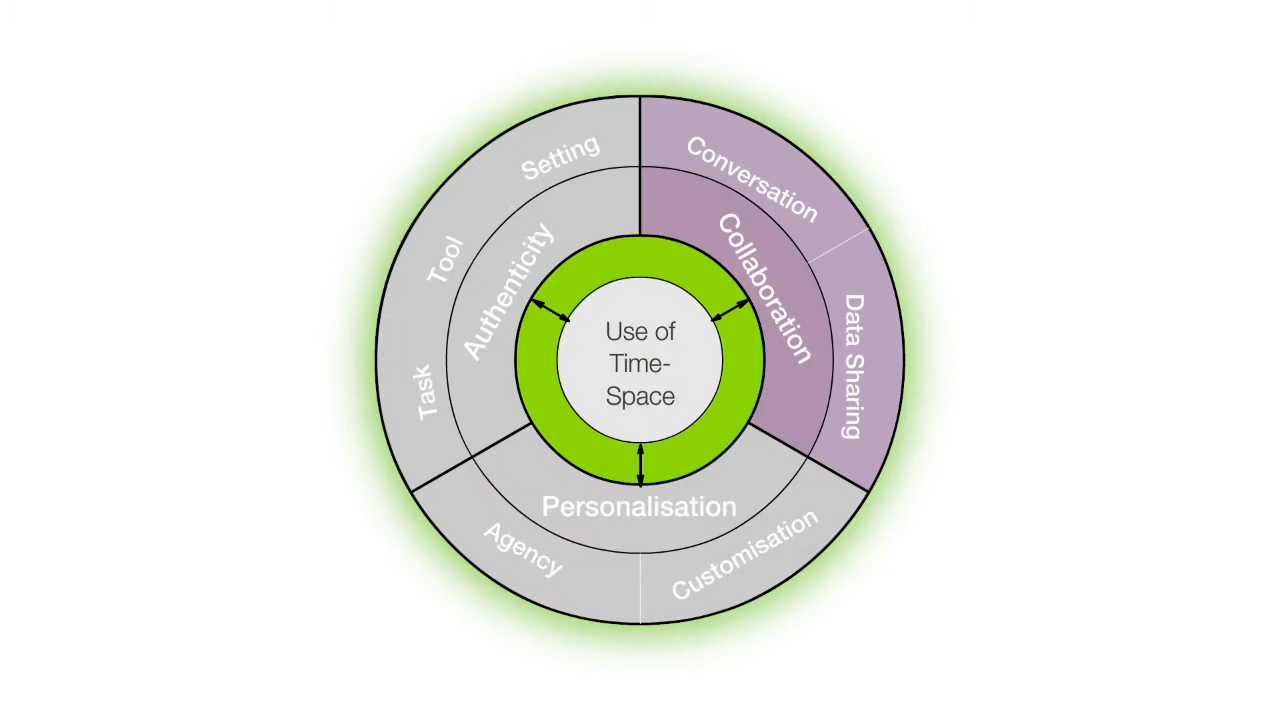 Setting
Conversation
Tool
Authenticity
Collaboration
Use of
Time-
Space
Data Sharing
Task
Personalisation
Agency
Customisation